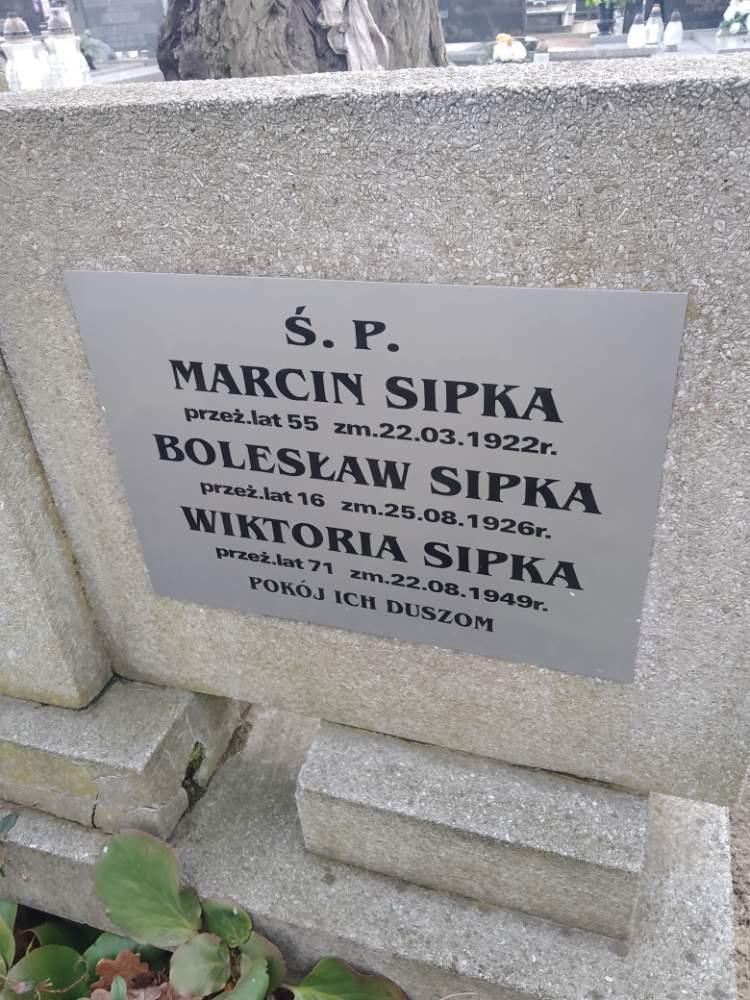 Ś. P.
MARCIN SIPKA
przeż.lat 55 zm.22.03.1922r.
BOLESŁAW SIPKA
przeż.lat 16 zm.25.08.1926r.
WIKTORIA SIPKA
przeż.lat 71 zm.22.08.1949r.
POKÓJ ICH DUSZOM